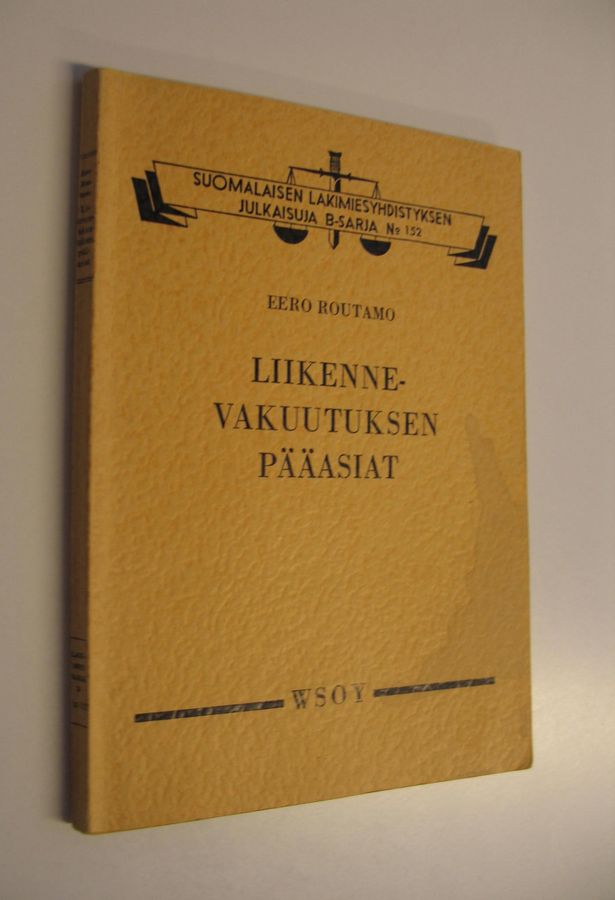 SUOMALAISEN LAKIMIESYHDISTYKSEN
JULKAISUJA B-SARJA No 152
EERO ROUTAMO
LIIKENNE-
VAKUUTUKSEN
PÄÄASIAT
WSOY